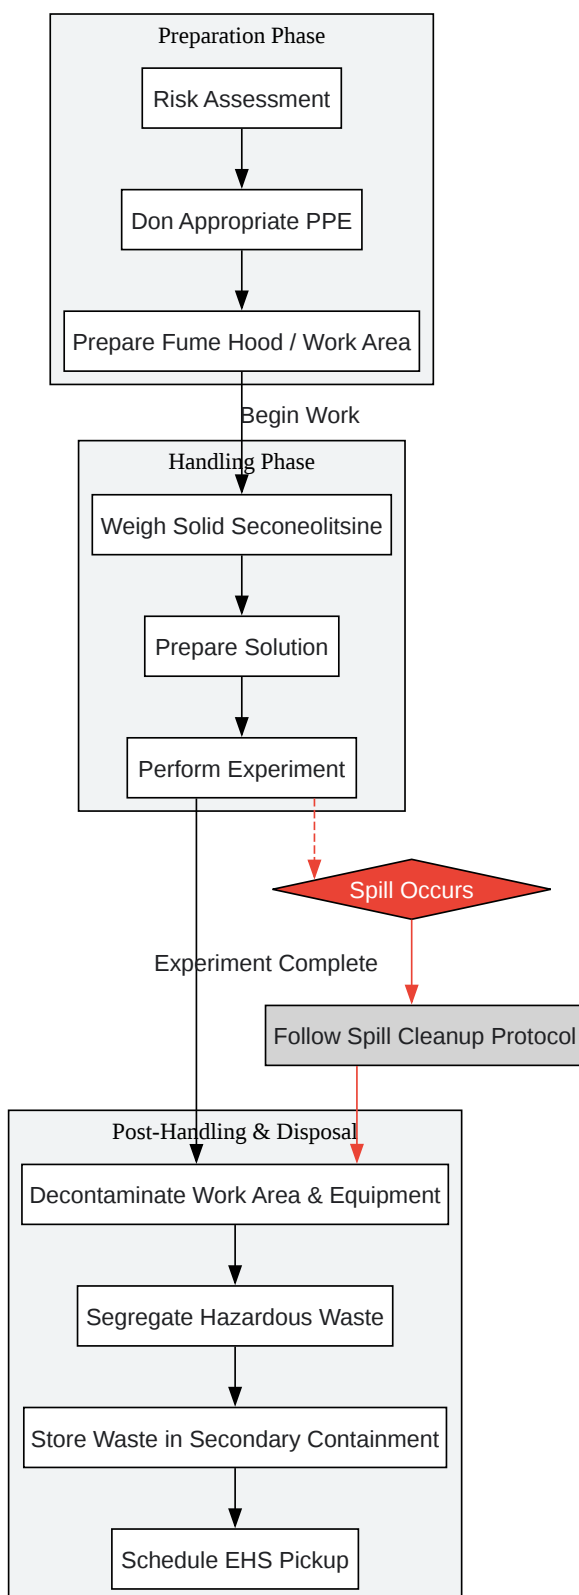 Preparation Phase
Risk Assessment
Don Appropriate PPE
Prepare Fume Hood / Work Area
Begin Work
Handling Phase
Weigh Solid Seconeolitsine
Prepare Solution
Perform Experiment
Spill Occurs
Experiment Complete
Follow Spill Cleanup Protocol
Post-Handling & Disposal
Decontaminate Work Area & Equipment
Segregate Hazardous Waste
Store Waste in Secondary Containment
Schedule EHS Pickup